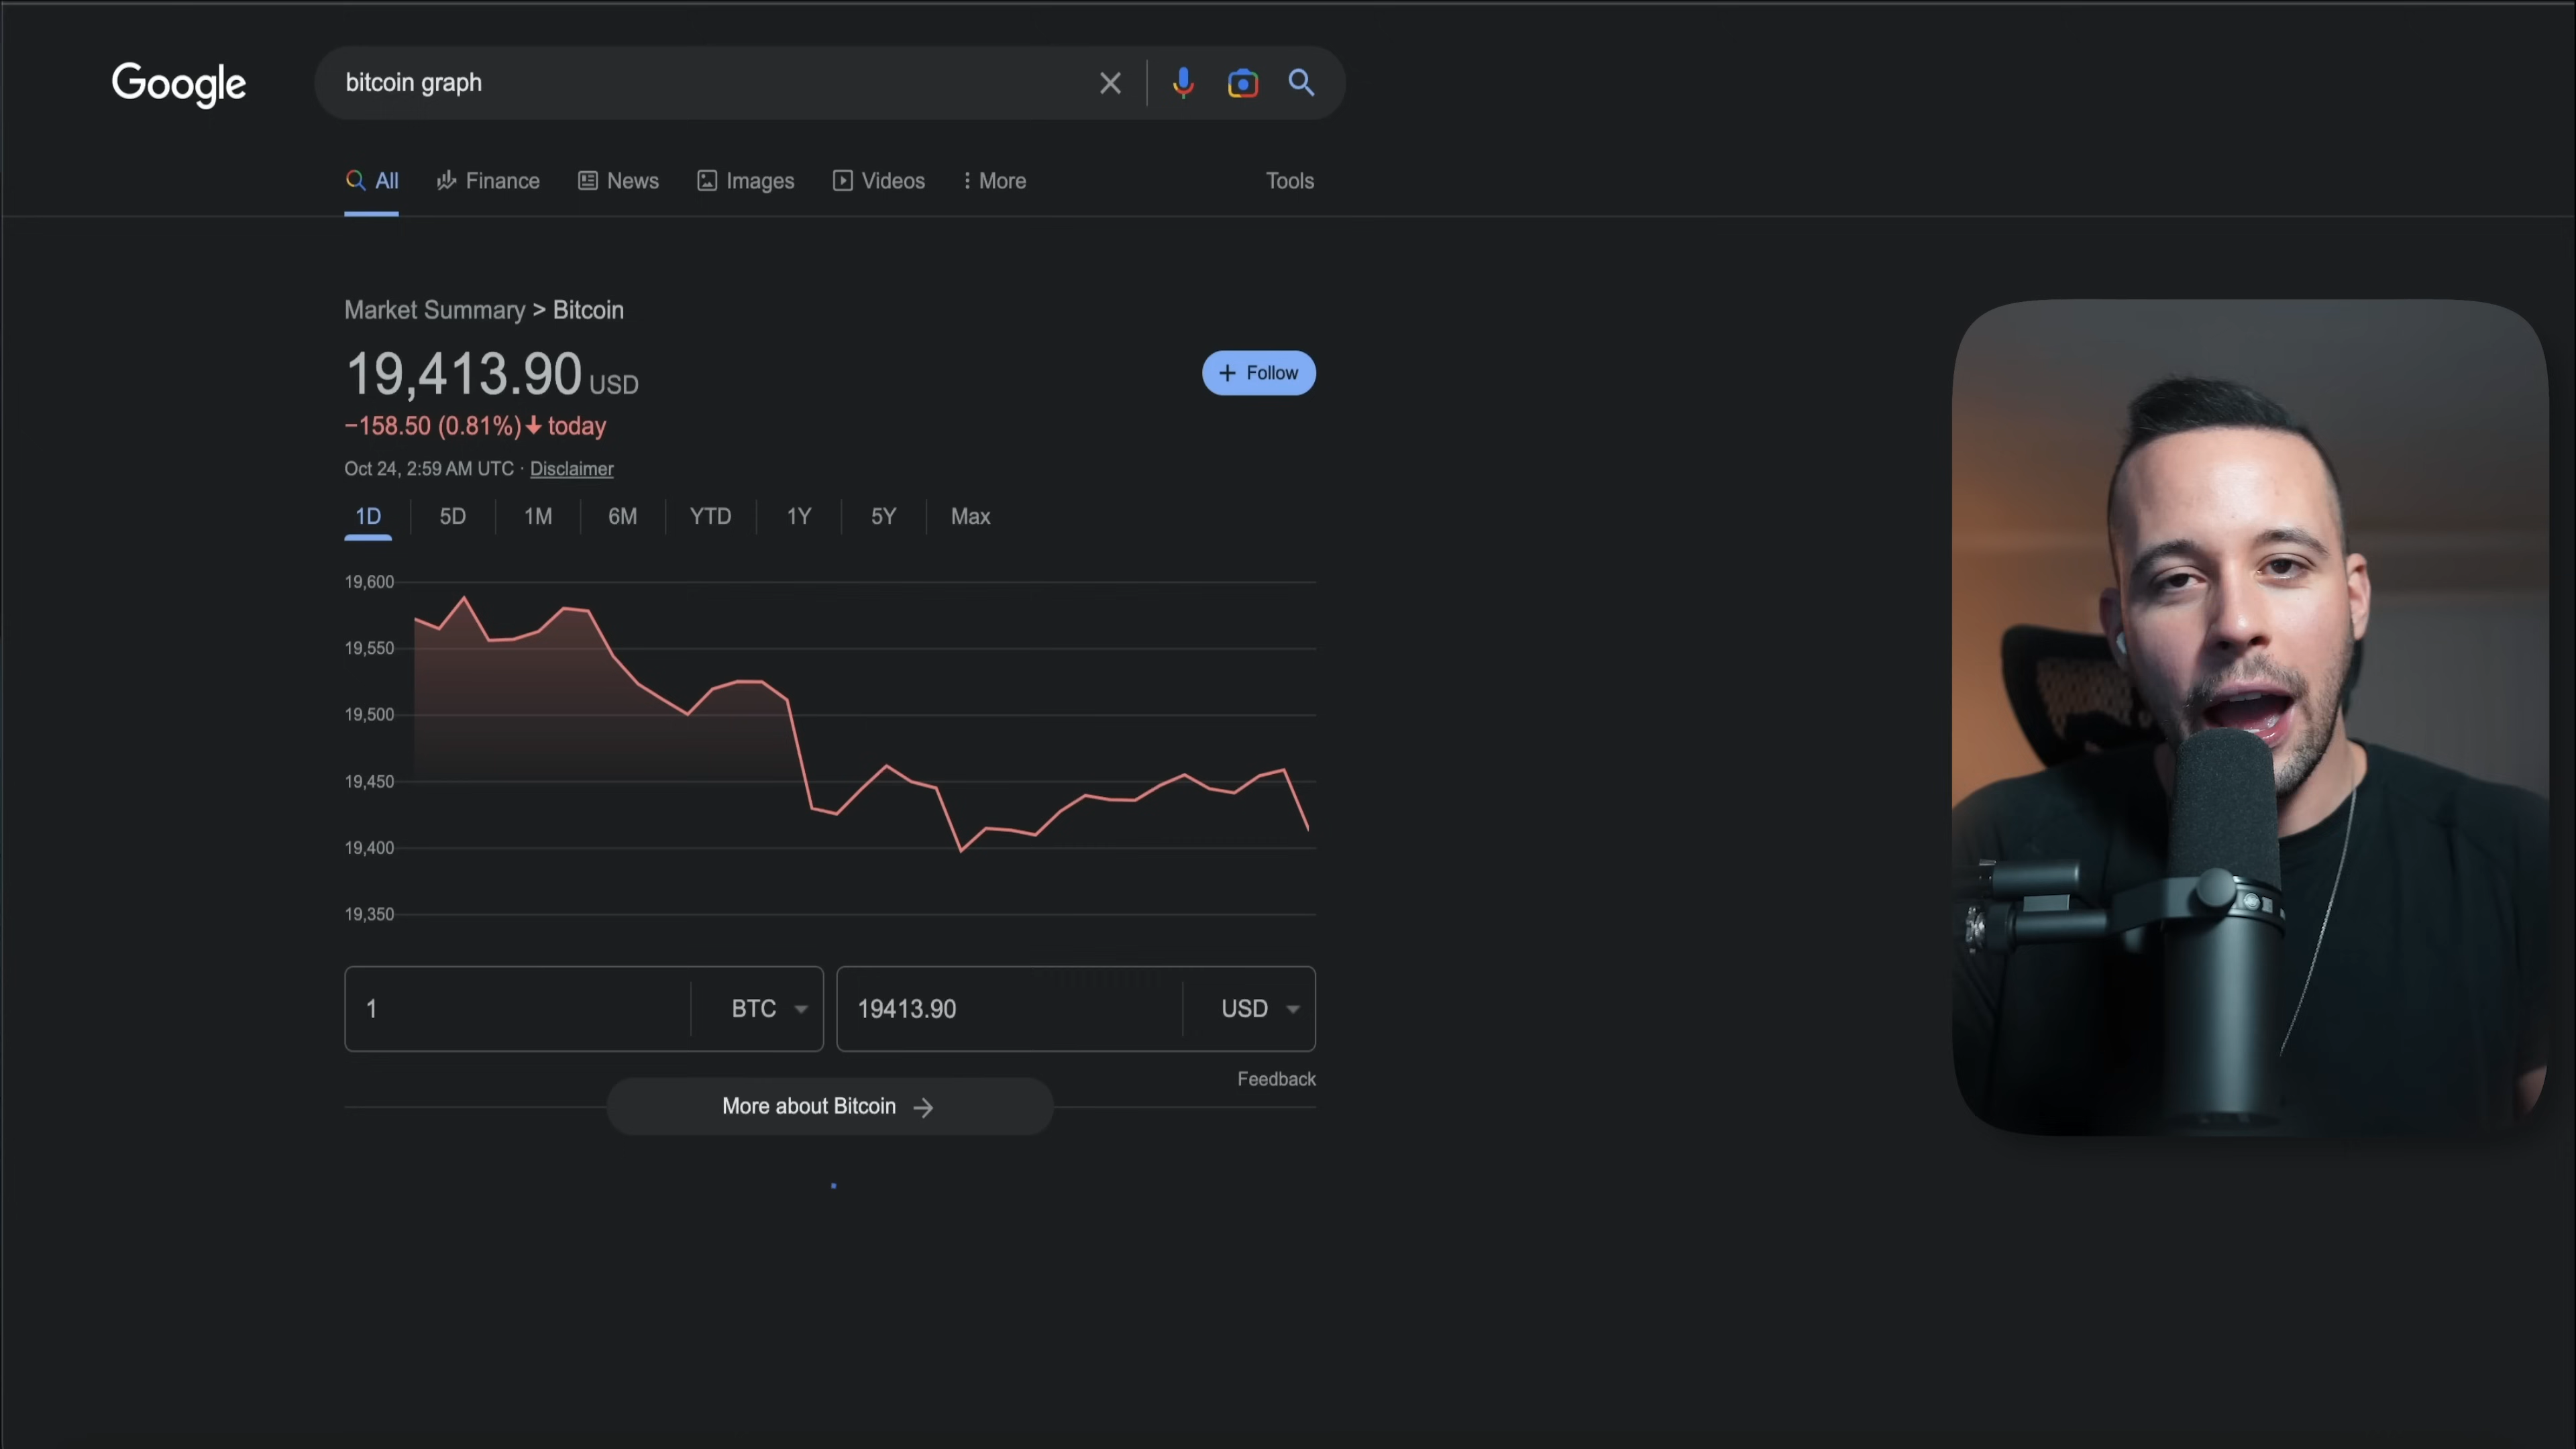 Google
bitcoin graph
All Finance News Images Videos More Tools
Market Summary > Bitcoin
19,413.90 USD
+ Follow
−158.50 (0.81%) ↓ today
Oct 24, 2:59 AM UTC · Disclaimer
1D 5D 1M 6M YTD 1Y 5Y Max
19,600
19,550
19,500
19,450
19,400
19,350
1 BTC 19413.90 USD
Feedback
More about Bitcoin →